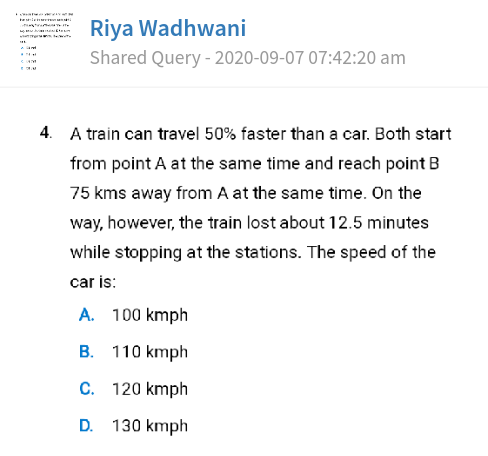 Riya Wadhwani
Shared Query - 2020-09-07 07:42:20 am
4. A train can travel 50% faster than a car. Both start
from point A at the same time and reach point B
75 kms away from A at the same time. On the
way, however, the train lost about 12.5 minutes
while stopping at the stations. The speed of the
car is:
A. 100 kmph
B. 110 kmph
C. 120 kmph
D. 130 kmph